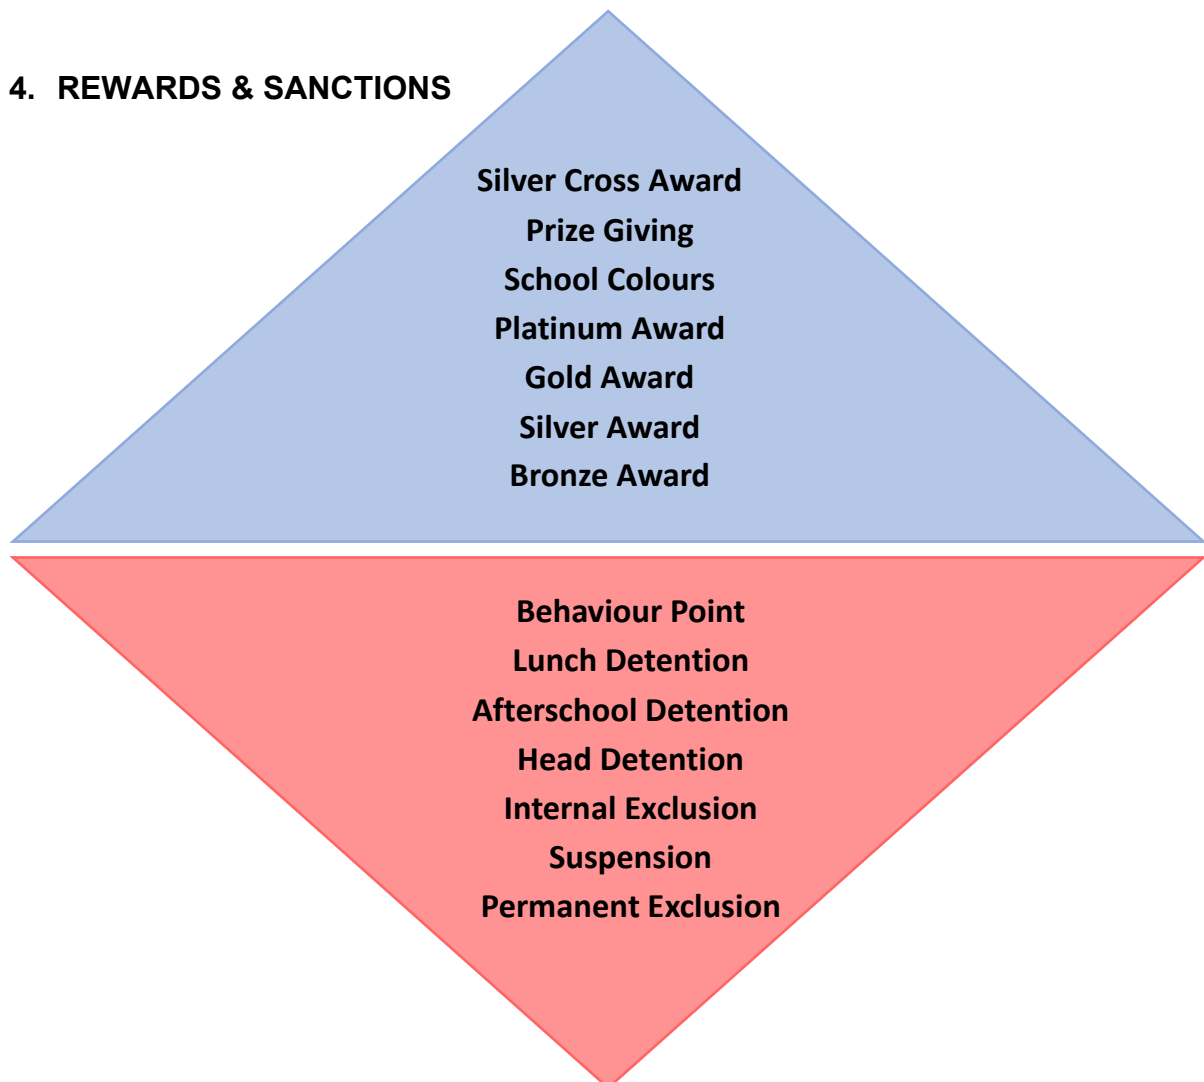 4. REWARDS & SANCTIONS
Silver Cross Award
Prize Giving
School Colours
Platinum Award
Gold Award
Silver Award
Bronze Award
Behaviour Point
Lunch Detention
Afterschool Detention
Head Detention
Internal Exclusion
Suspension
Permanent Exclusion